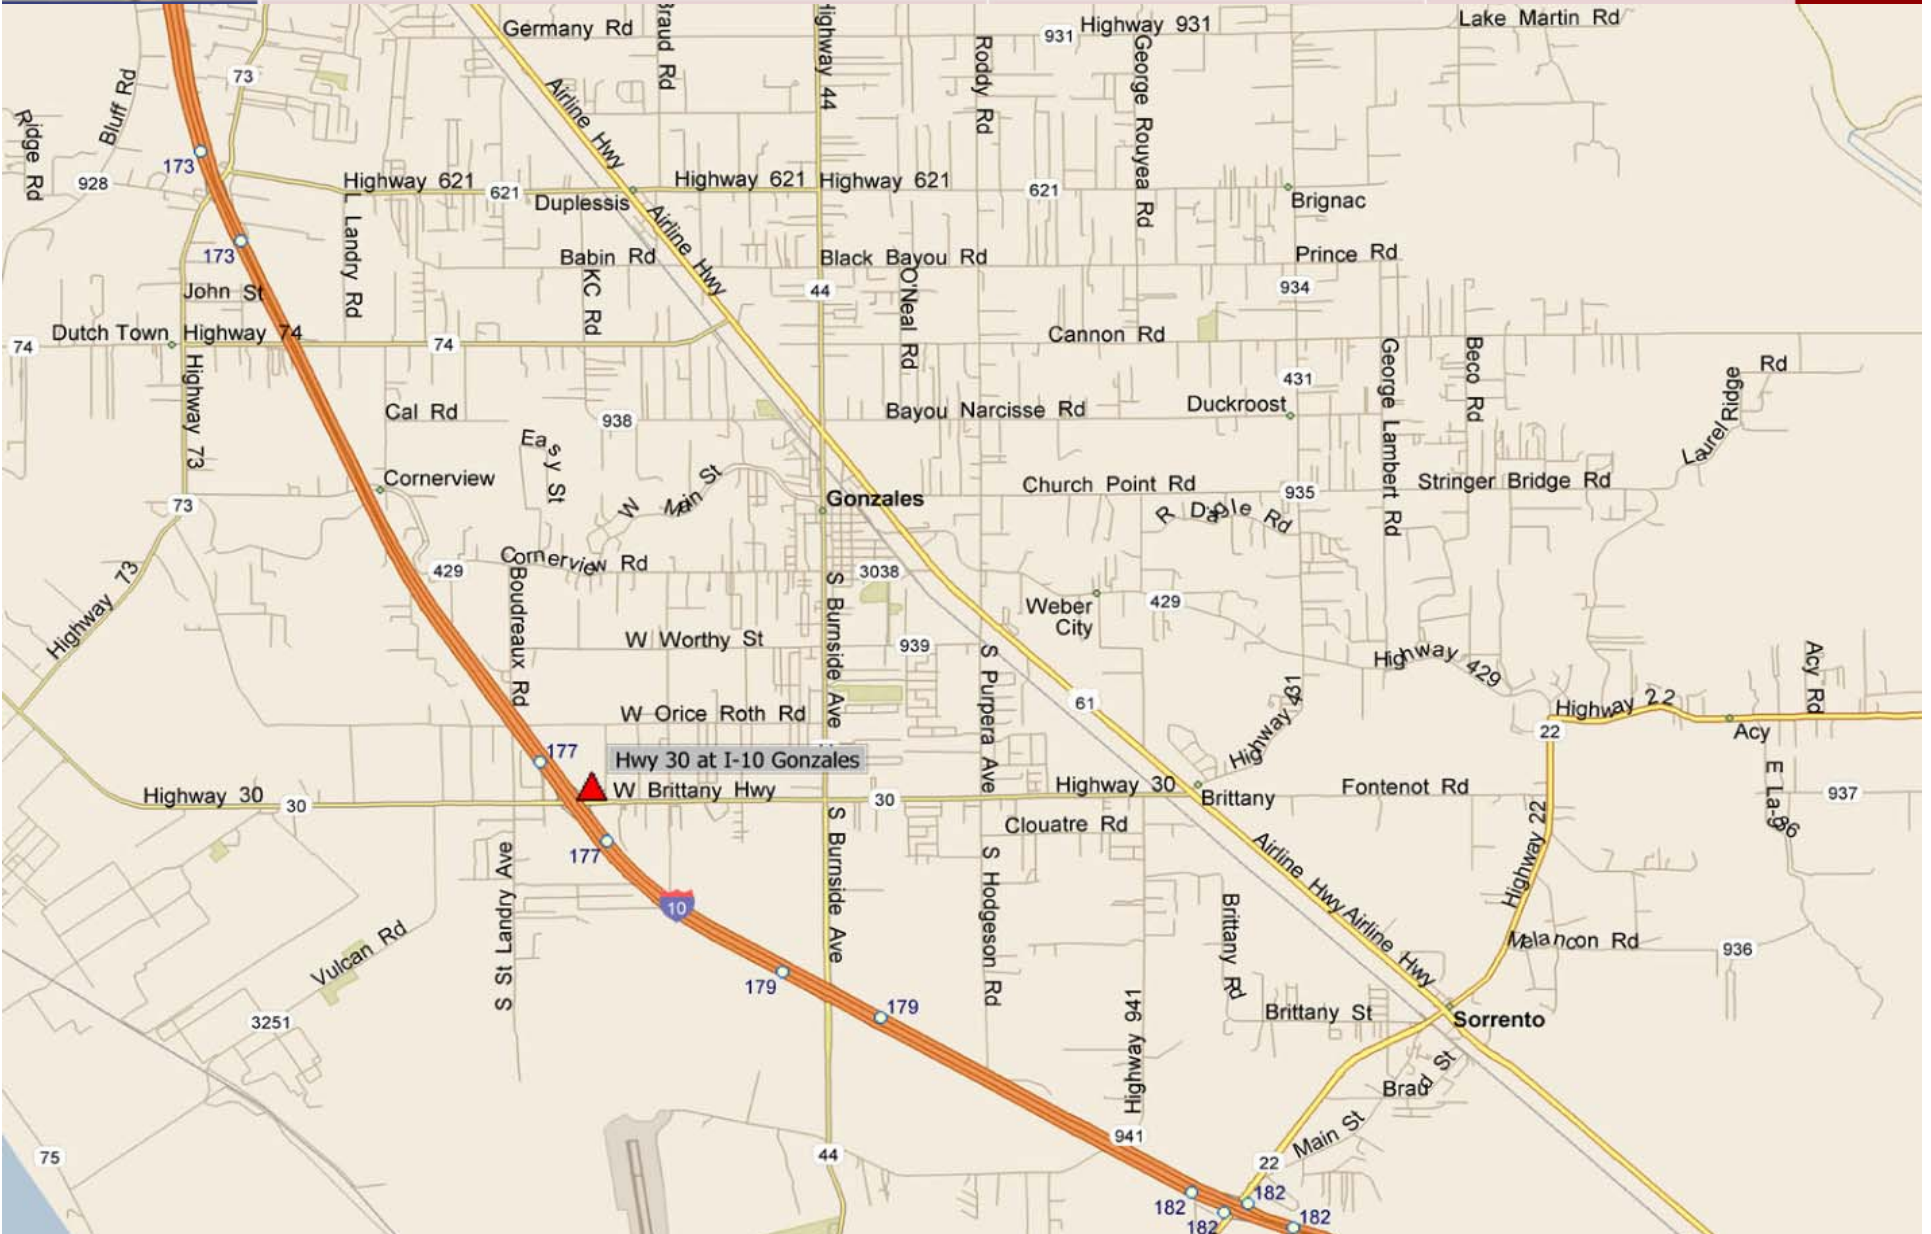 Germany Rd
Braud Rd
Highway 44
931
Highway 931
Lake Martin Rd
73
Bluff Rd
Ridge Rd
Airline Hwy
Roddy Rd
George Rouyea Rd
173
928
Highway 621
621
Highway 621
Highway 621
621
Duplessis
Brignac
L Landry Rd
Airline Hwy
173
Babin Rd
Black Bayou Rd
Prince Rd
John St
KC Rd
44
O'Neal Rd
934
Dutch Town
Highway 74
74
74
Cannon Rd
Highway 73
George Lambert Rd
Beco Rd
Laurel Ridge Rd
431
Cal Rd
938
Bayou Narcisse Rd
Duckroost
Easy St
Cornerview
W Main St
Gonzales
Church Point Rd
935
Stringer Bridge Rd
73
R Daigle Rd
Cornerview Rd
429
3038
Boudreaux Rd
S Burnside Ave
Highway 73
Weber
City
429
W Worthy St
939
S Purpera Ave
Highway 429
Acy Rd
61
Highway 431
Highway 22
W Orice Roth Rd
22
Acy
177
Hwy 30 at I-10 Gonzales
Highway 30
30
W Brittany Hwy
30
Highway 30
Brittany
Fontenot Rd
E La-936
937
Clouatre Rd
177
S St Landry Ave
S Burnside Ave
S Hodgeson Rd
Airline Hwy
Airline Hwy
Highway 22
10
Brittany Rd
Melancon Rd
936
Vulcan Rd
179
179
Highway 941
Brittany St
Sorrento
3251
Braud St
Main St
941
75
44
22
182
182
182
182